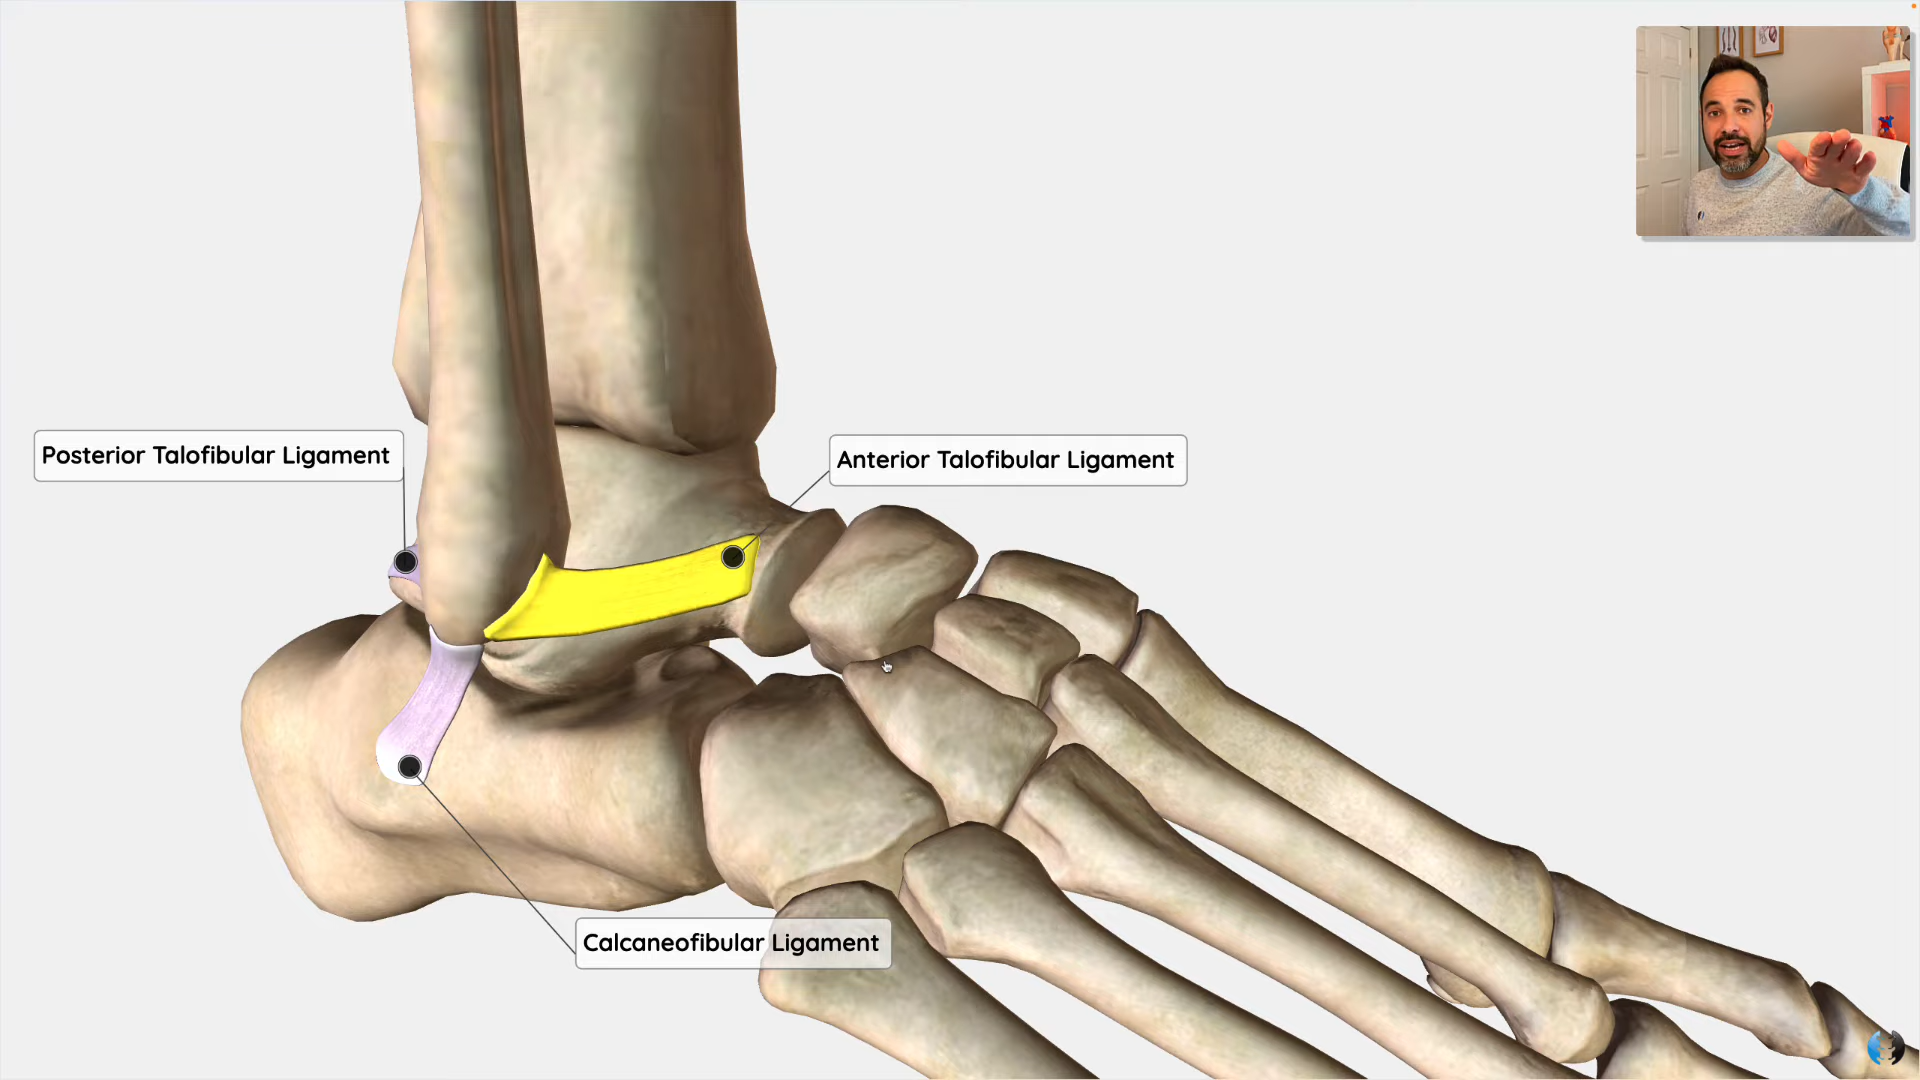 Posterior Talofibular Ligament
Anterior Talofibular Ligament
Calcaneofibular Ligament